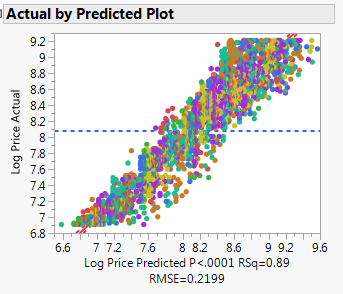 Actual by Predicted Plot
Log Price Actual
9.2
9
8.8
8.6
8.4
8.2
8
7.8
7.6
7.4
7.2
7
6.8
6.6 7 7.2 7.6 8 8.2 8.6 9 9.2 9.6
Log Price Predicted P<.0001 RSq=0.89
RMSE=0.2199